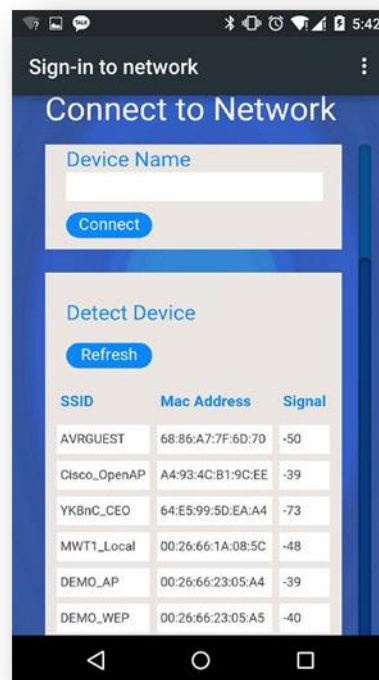 5:42
Sign-in to network
Connect to Network
Device Name
Connect
Detect Device
Refresh
SSID Mac Address Signal
AVRGUEST 68:86:A7:7F:6D:70 -50
Cisco_OpenAP A4:93:4C:B1:9C:EE -39
YKBnC_CEO 64:E5:99:5D:EA:A4 -73
MWT1_Local 00:26:66:1A:08:5C -48
DEMO_AP 00:26:66:23:05:A4 -39
DEMO_WEP 00:26:66:23:05:A5 -40